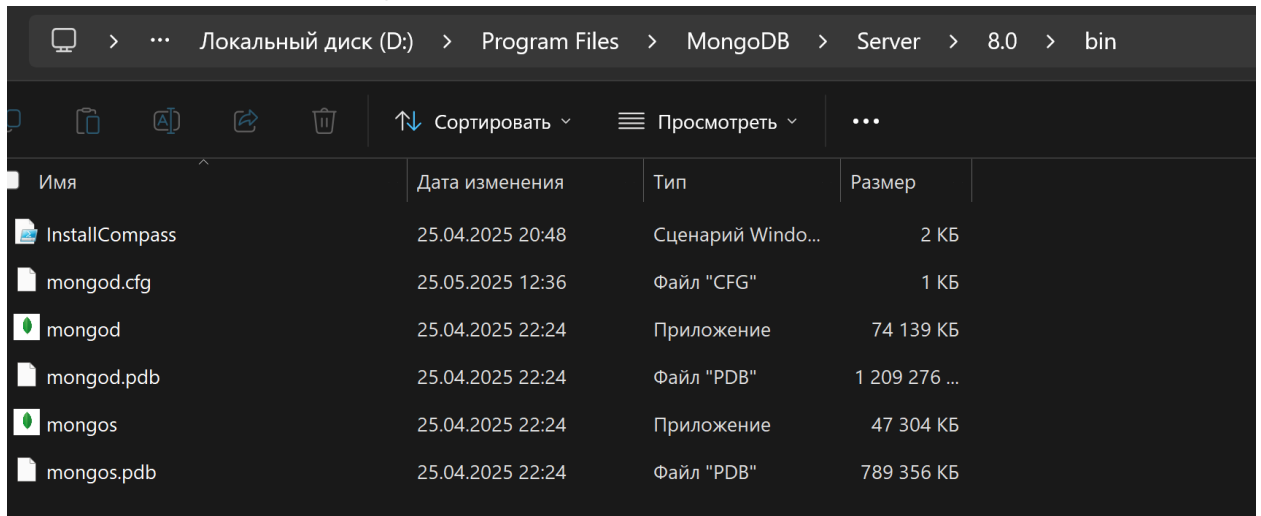 Локальный диск (D:) > Program Files > MongoDB > Server > 8.0 > bin
Сортировать Просмотреть
Имя Дата изменения Тип Размер
InstallCompass 25.04.2025 20:48 Сценарий Windo... 2 КБ
mongod.cfg 25.05.2025 12:36 Файл "CFG" 1 КБ
mongod 25.04.2025 22:24 Приложение 74 139 КБ
mongod.pdb 25.04.2025 22:24 Файл "PDB" 1 209 276 ...
mongos 25.04.2025 22:24 Приложение 47 304 КБ
mongos.pdb 25.04.2025 22:24 Файл "PDB" 789 356 КБ